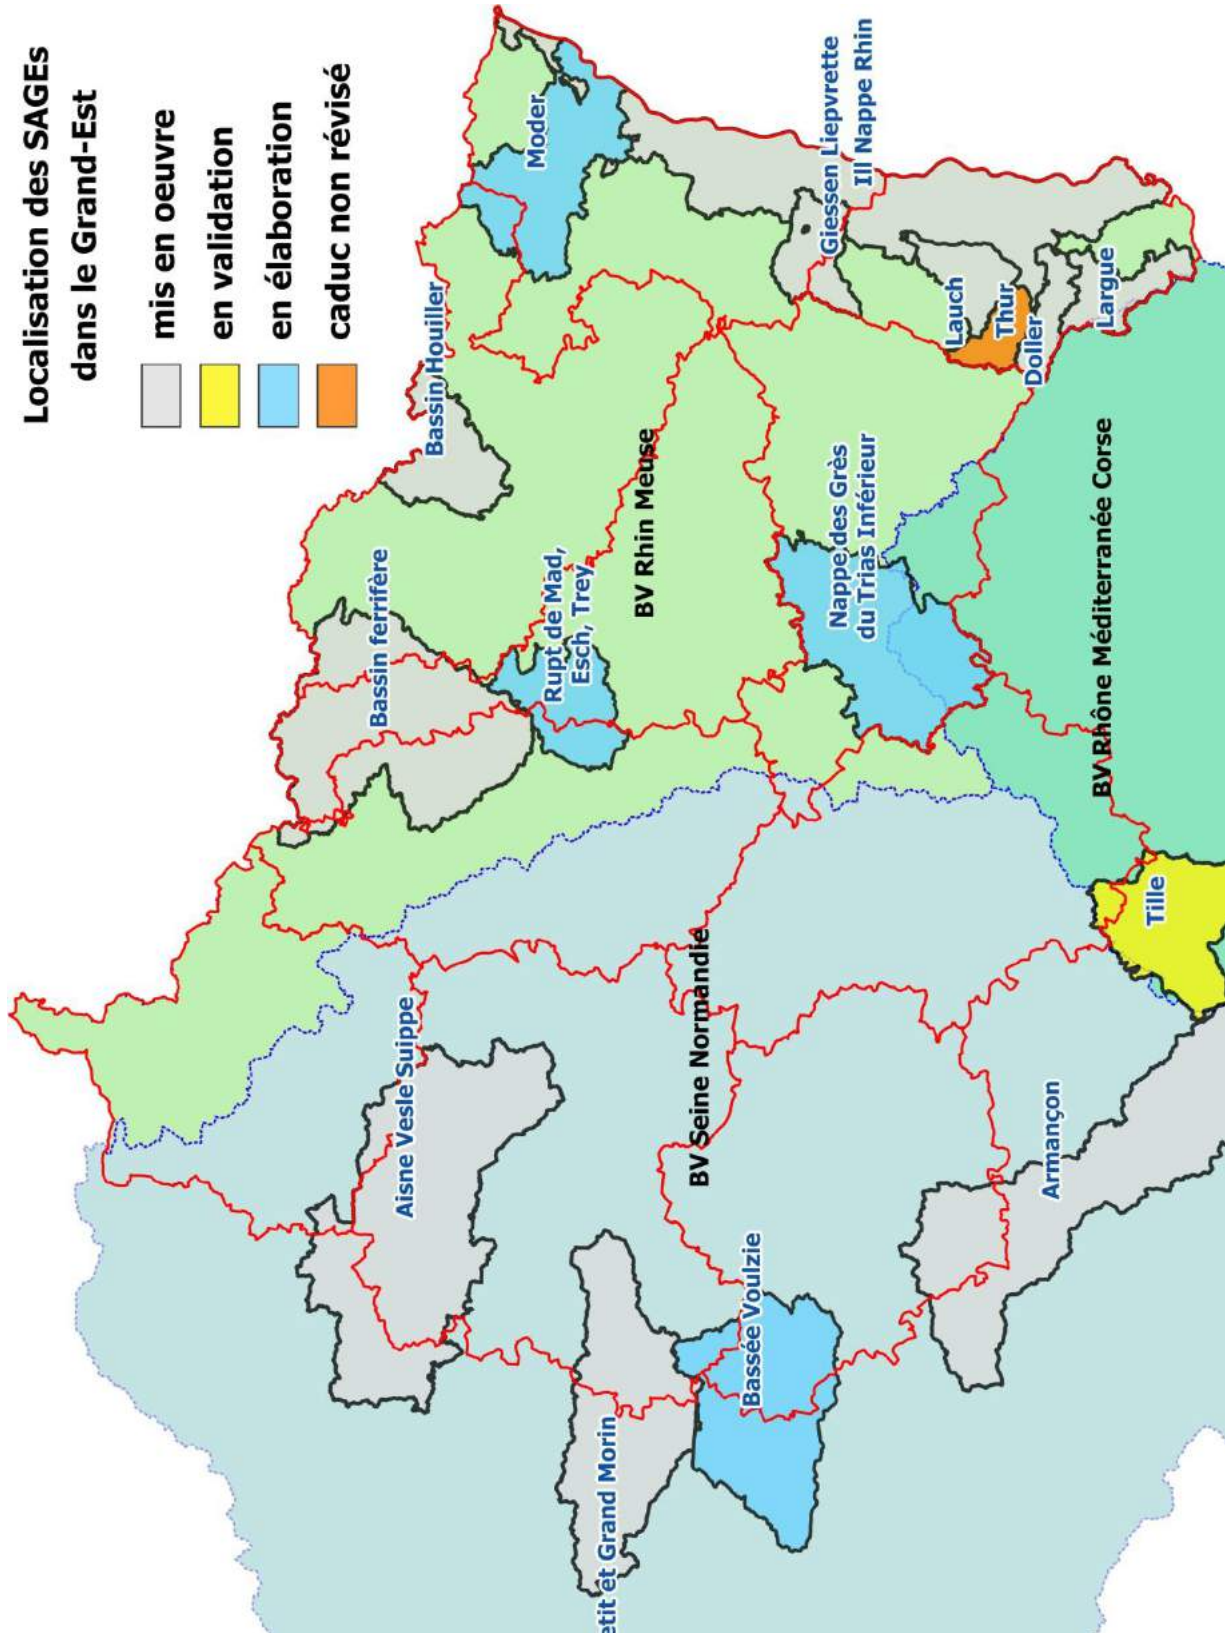 Localisation des SAGEs
dans le Grand-Est
mis en oeuvre
en validation
en élaboration
caduc non révisé
Moder
Bassin Houiller
Giessen Liepvrette
Ill Nappe Rhin
Lauch
Thur
Doller
Largue
Bassin ferrifère
Rupt de Mad,
Esch, Trey
BV Rhin Meuse
Nappe des Grès
du Trias Inférieur
BV Rhône Méditerranée Corse
Tille
Aisne Vesle Suippe
BV Seine Normandie
Armançon
Bassée Voulzie
etit et Grand Morin